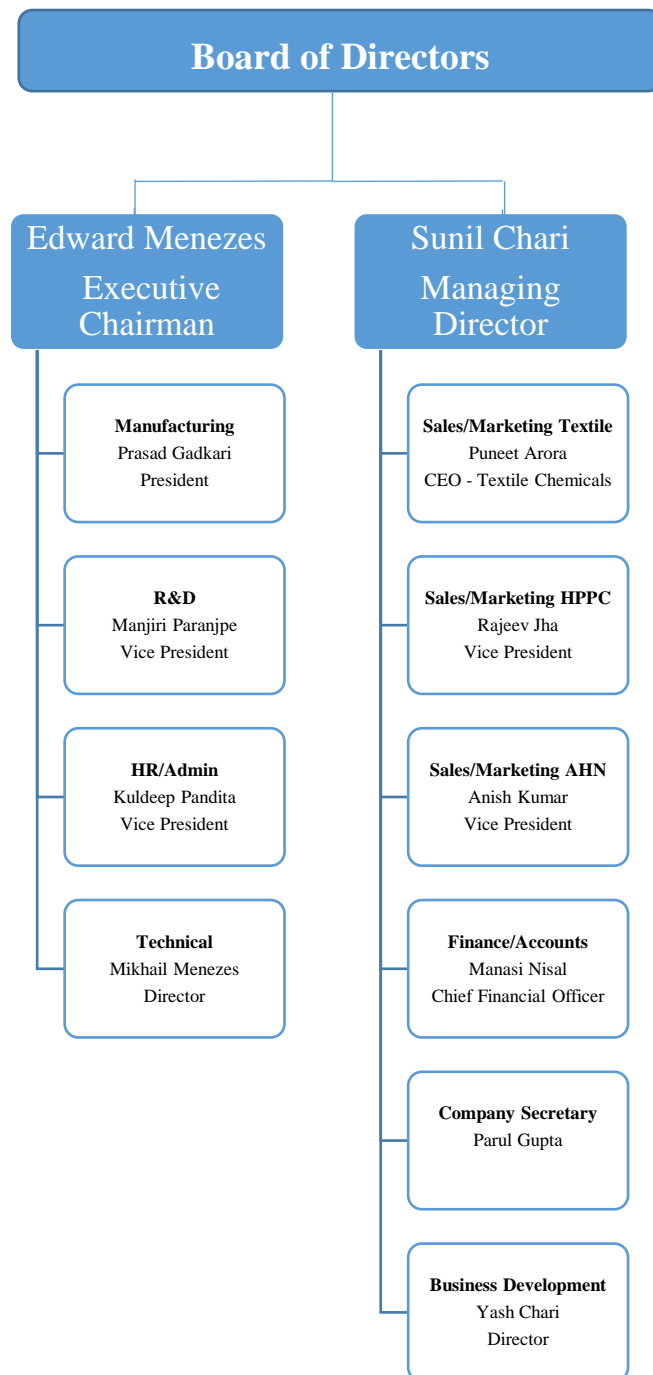 Board of Directors
Edward Menezes
Executive
Chairman
Manufacturing
Prasad Gadkari
President
R&D
Manjiri Paranjpe
Vice President
HR/Admin
Kuldeep Pandita
Vice President
Technical
Mikhail Menezes
Director
Sunil Chari
Managing
Director
Sales/Marketing Textile
Puneet Arora
CEO - Textile Chemicals
Sales/Marketing HPPC
Rajeev Jha
Vice President
Sales/Marketing AHN
Anish Kumar
Vice President
Finance/Accounts
Manasi Nisal
Chief Financial Officer
Company Secretary
Parul Gupta
Business Development
Yash Chari
Director